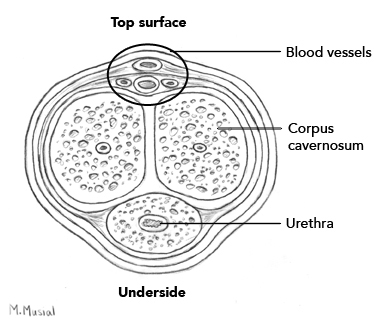 Top surface
Blood vessels
Corpus
cavernosum
Urethra
Underside
M.Musial